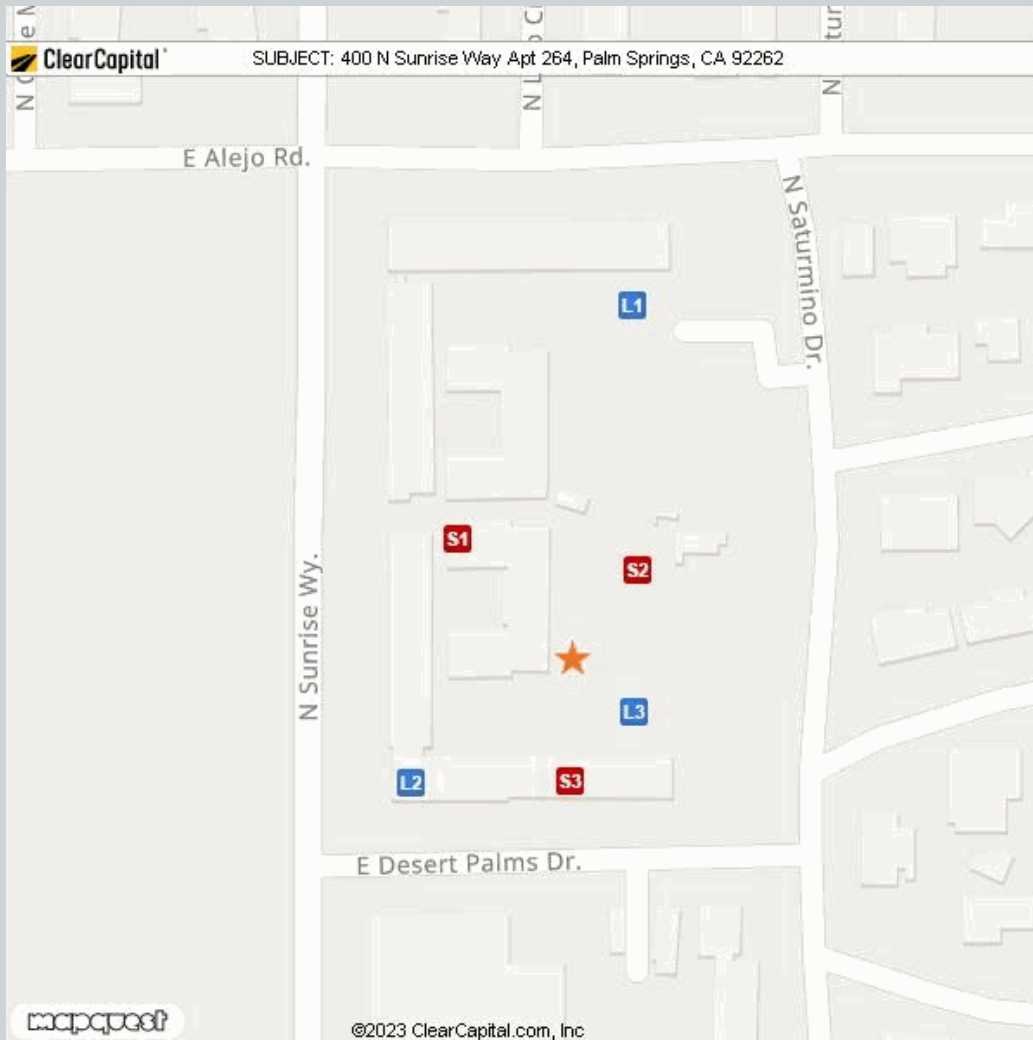 ClearCapital
SUBJECT: 400 N Sunrise Way Apt 264, Palm Springs, CA 92262
E Alejo Rd.
N Saturmino Dr.
L1
S1
S2
N Sunrise Wy.
L3
L2
S3
E Desert Palms Dr.
mapquest
©2023 ClearCapital.com, Inc